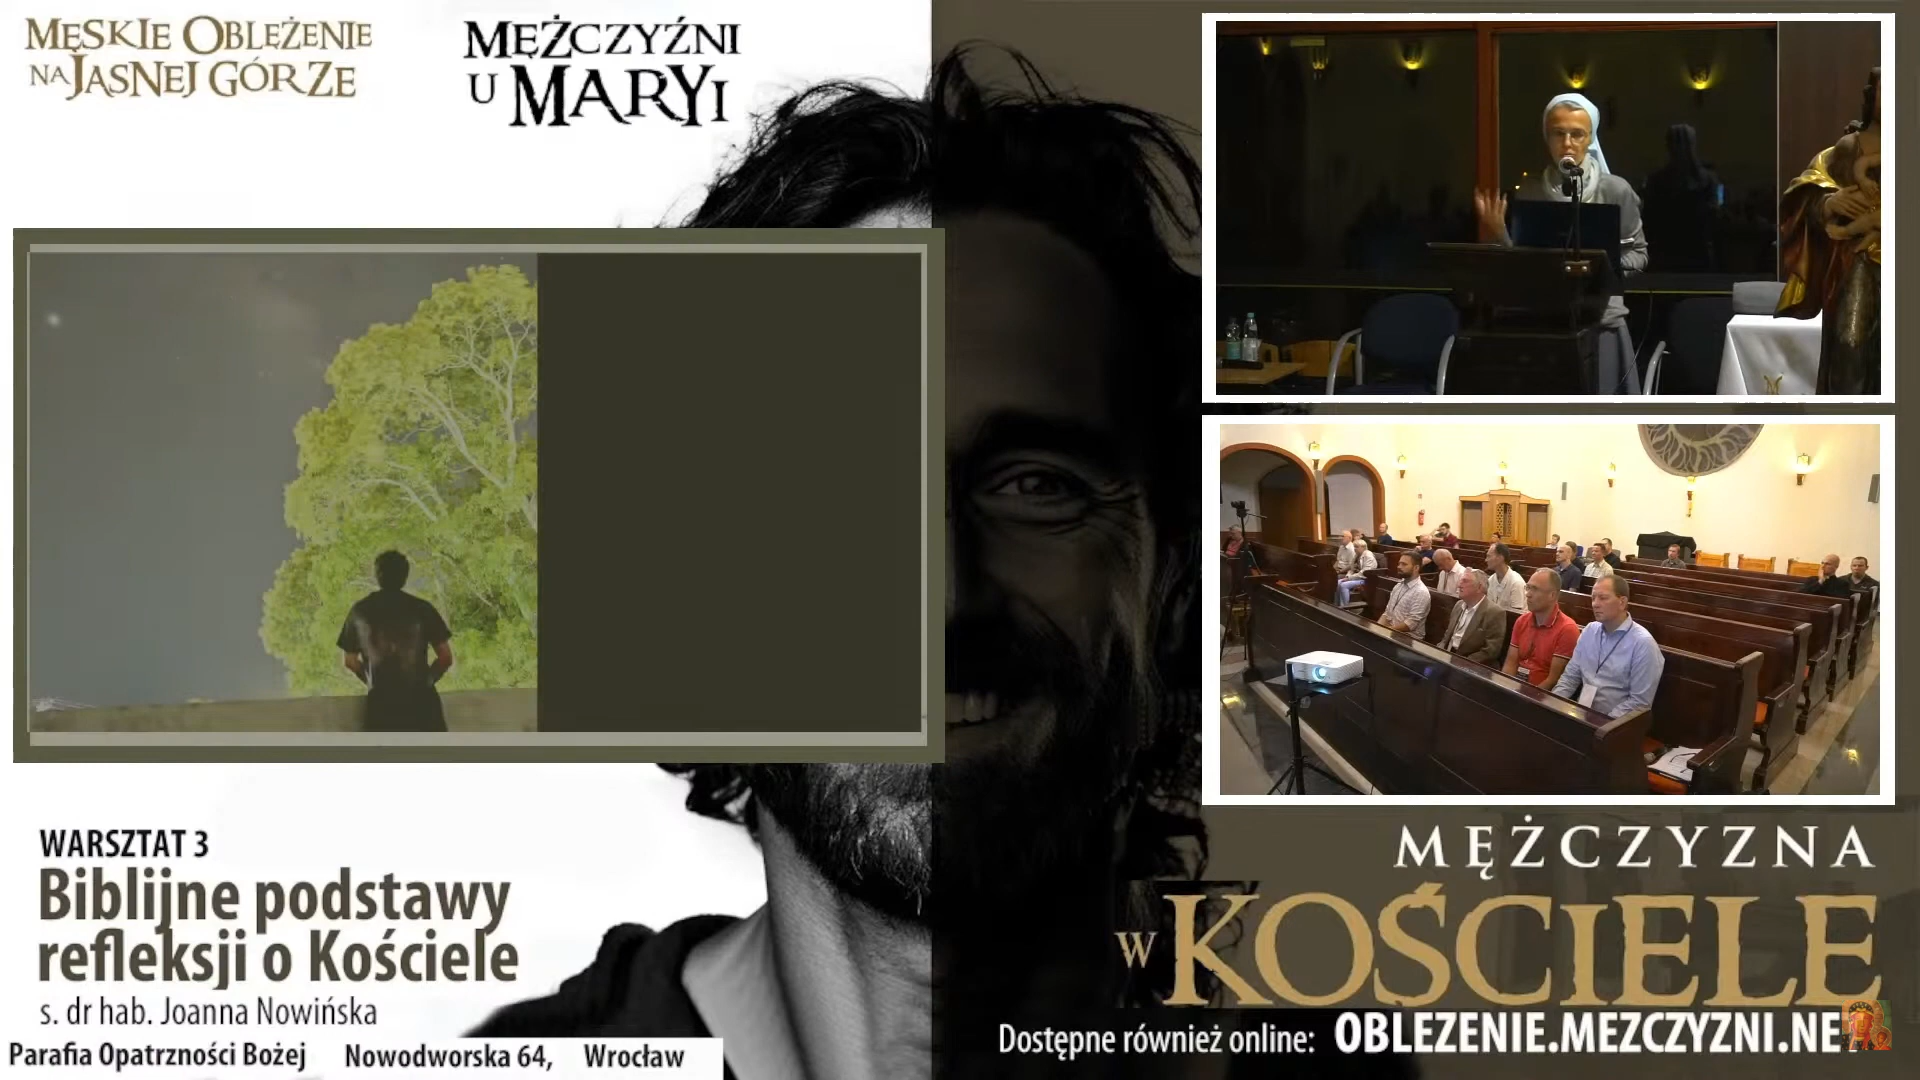 MĘSKIE OBLĘŻENIE
NA JASNEJ GÓRZE
MĘŻCZYŹNI
U MARYI
WARSZTAT 3
Biblijne podstawy
refleksji o Kościele
s. dr hab. Joanna Nowińska
Parafia Opatrzności Bożej Nowodworska 64, Wrocław
MĘŻCZYZNA
W KOŚCIELE
Dostępne również online: OBLEZENIE.MEZCZYZNI.NE